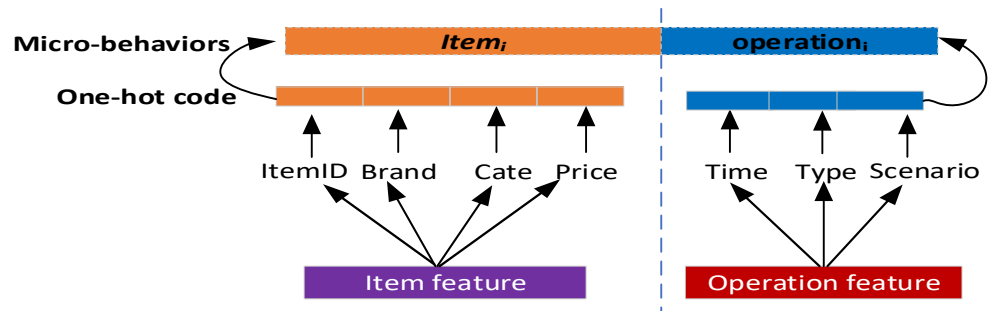 Micro-behaviors Itemᵢ operationᵢ
One-hot code
ItemID Brand Cate Price Time Type Scenario
Item feature Operation feature